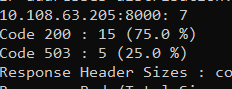 10.108.63.205:8000: 7
Code 200 : 15 (75.0 %)
Code 503 : 5 (25.0 %)
Response Header Sizes : co